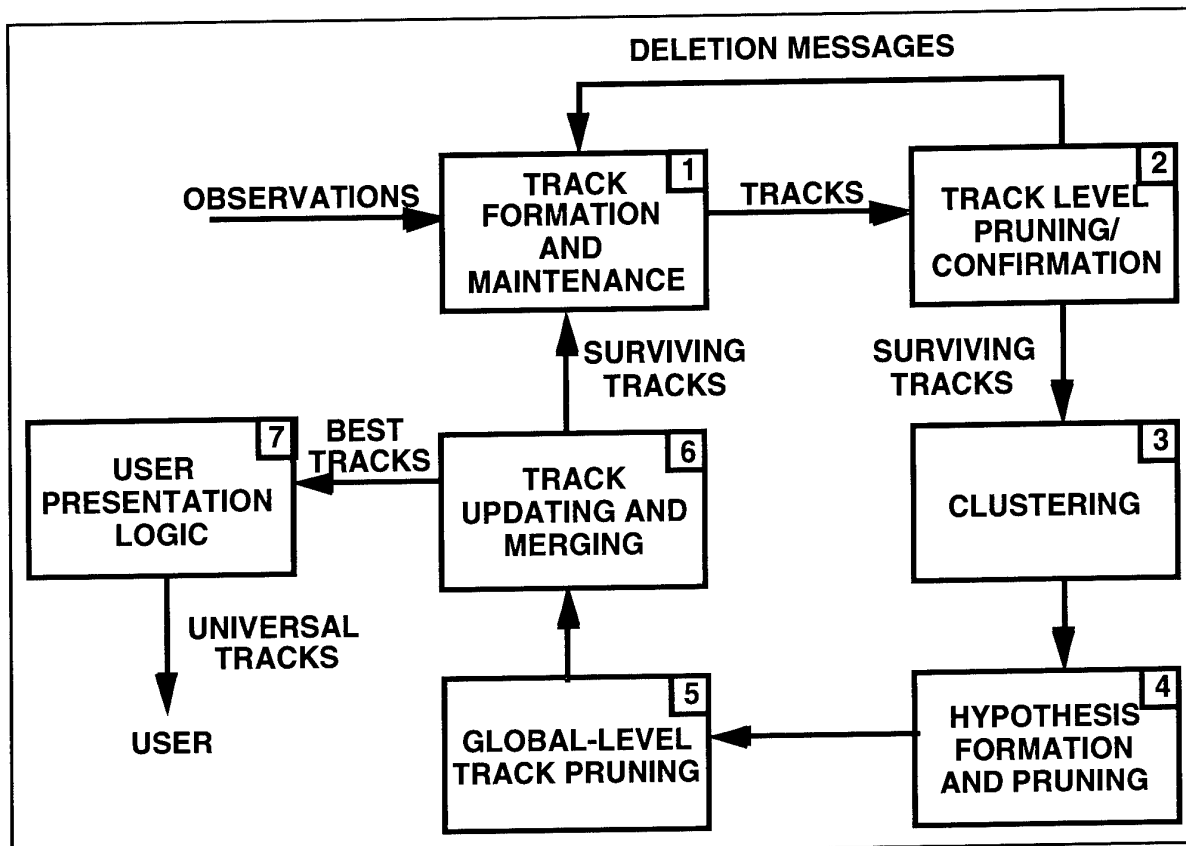 DELETION MESSAGES
1
TRACK
FORMATION
AND
MAINTENANCE
OBSERVATIONS
TRACKS
2
TRACK LEVEL
PRUNING/
CONFIRMATION
SURVIVING
TRACKS
SURVIVING
TRACKS
7
USER
PRESENTATION
LOGIC
BEST
TRACKS
6
TRACK
UPDATING AND
MERGING
3
CLUSTERING
UNIVERSAL
TRACKS
USER
5
GLOBAL-LEVEL
TRACK PRUNING
4
HYPOTHESIS
FORMATION
AND PRUNING